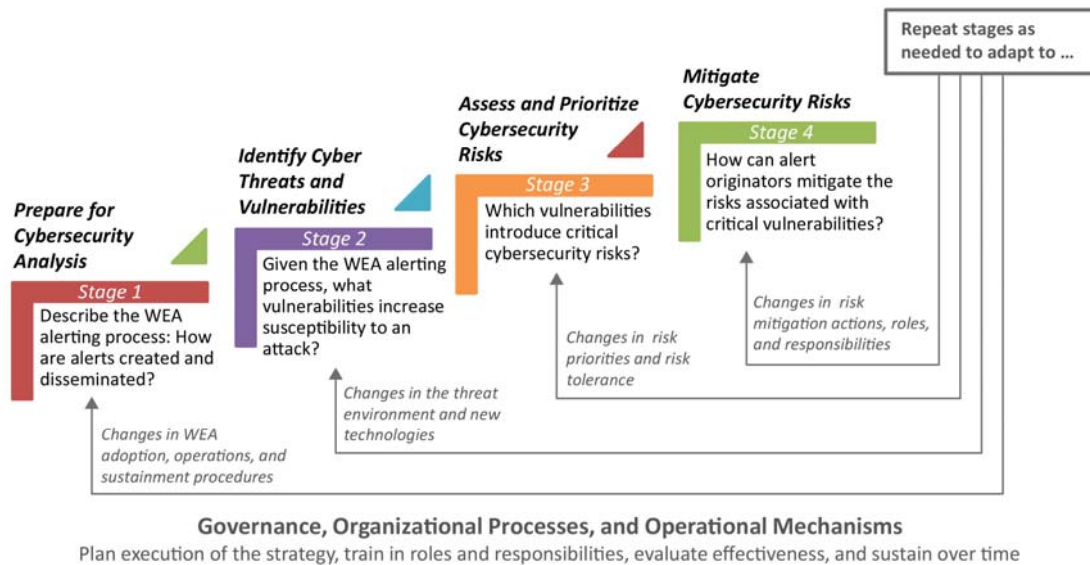 Repeat stages as
needed to adapt to ...
Prepare for
Cybersecurity
Analysis
Stage 1
Describe the WEA
alerting process: How
are alerts created and
disseminated?
Changes in WEA
adoption, operations, and
sustainment procedures
Identify Cyber
Threats and
Vulnerabilities
Stage 2
Given the WEA alerting
process, what
vulnerabilities increase
susceptibility to an
attack?
Changes in the threat
environment and new
technologies
Assess and Prioritize
Cybersecurity
Risks
Stage 3
Which vulnerabilities
introduce critical
cybersecurity risks?
Changes in risk
priorities and risk
tolerance
Mitigate
Cybersecurity Risks
Stage 4
How can alert
originators mitigate the
risks associated with
critical vulnerabilities?
Changes in risk
mitigation actions, roles,
and responsibilities
Governance, Organizational Processes, and Operational Mechanisms
Plan execution of the strategy, train in roles and responsibilities, evaluate effectiveness, and sustain over time